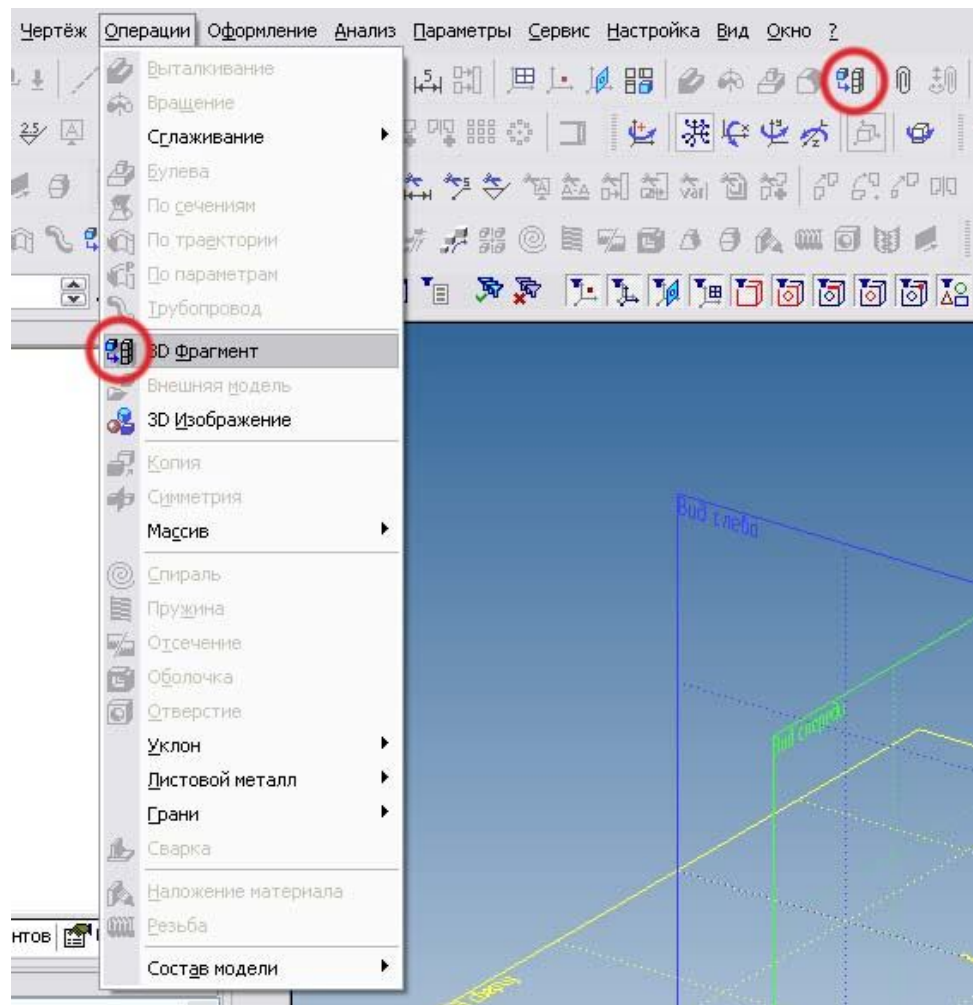 Чертёж Операции Оформление Анализ Параметры Сервис Настройка Вид Окно ?
Выталкивание
Вращение
Сглаживание
Булева
По сечениям
По траектории
По параметрам
Трубопровод
3D Фрагмент
Внешняя модель
3D Изображение
Копия
Симметрия
Массив
Спираль
Пружина
Отсечение
Оболочка
Отверстие
Уклон
Листовой металл
Грани
Сварка
Наложение материала
Резьба
Состав модели
нтов
Вид слева
Вид сверху